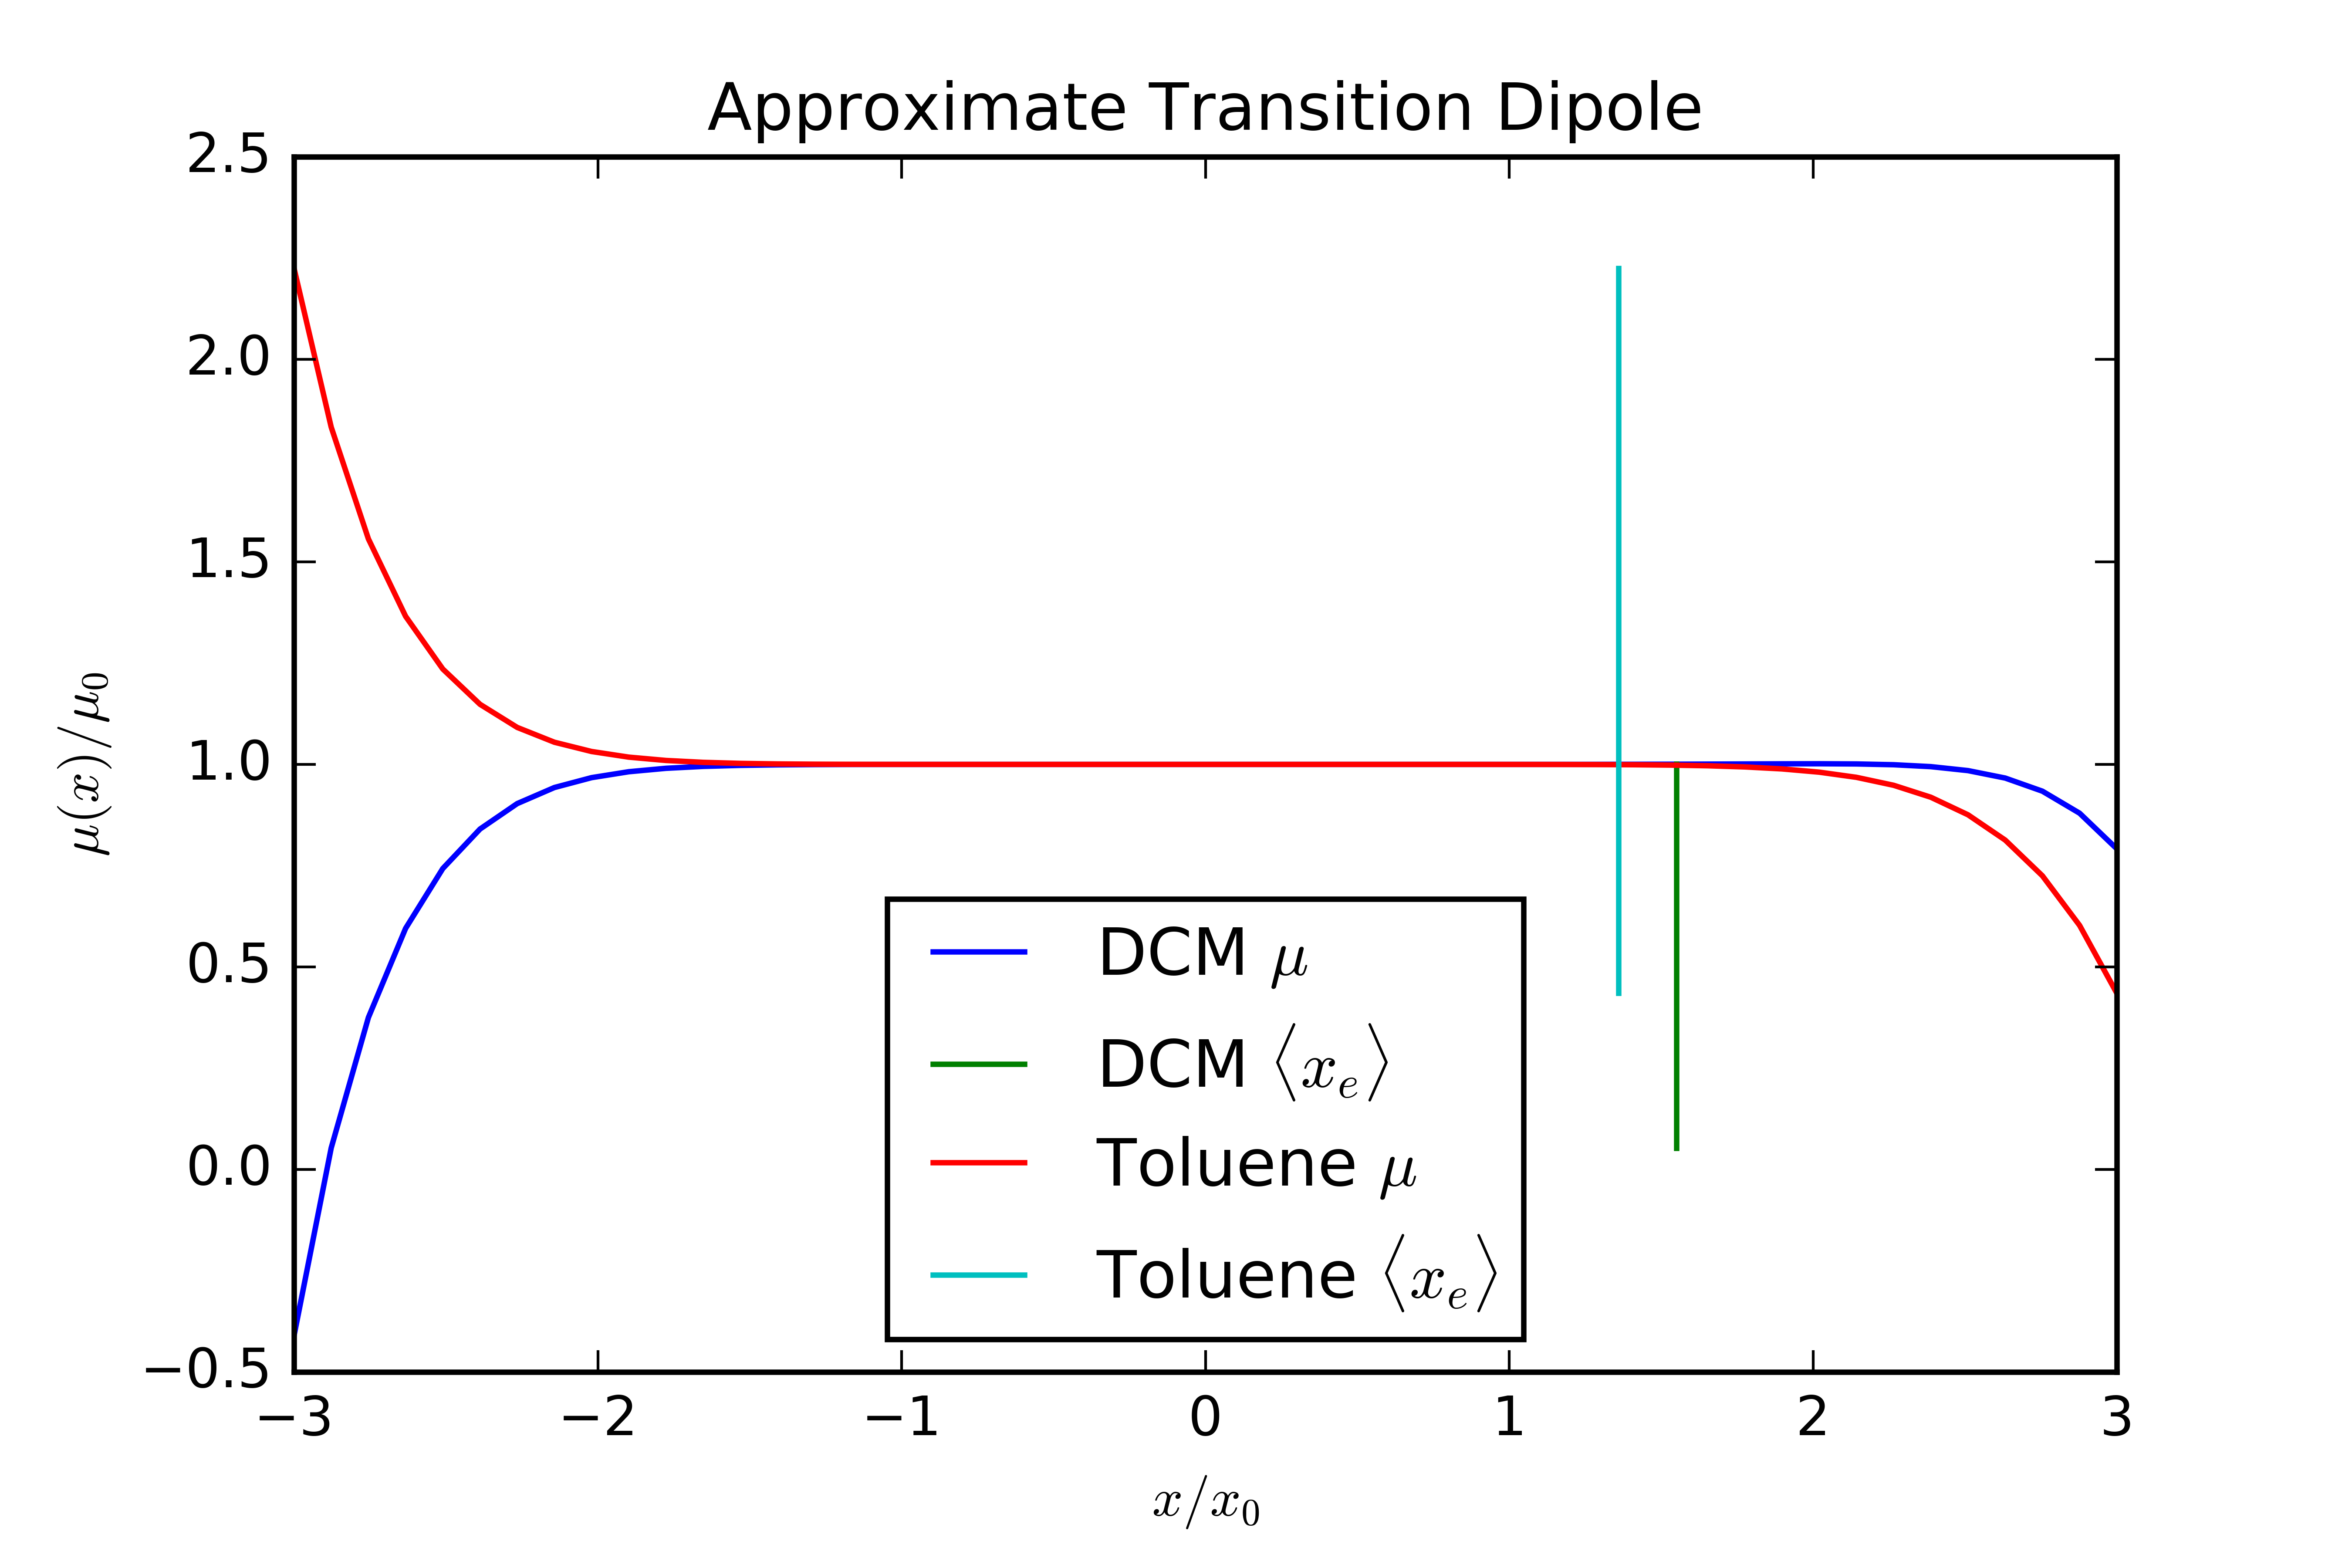 Approximate Transition Dipole
2.5
2.0
1.5
1.0
0.5
0.0
−0.5
μ(x)/μ₀
DCM μ
DCM ⟨xₑ⟩
Toluene μ
Toluene ⟨xₑ⟩
−3 −2 −1 0 1 2 3
x/x₀